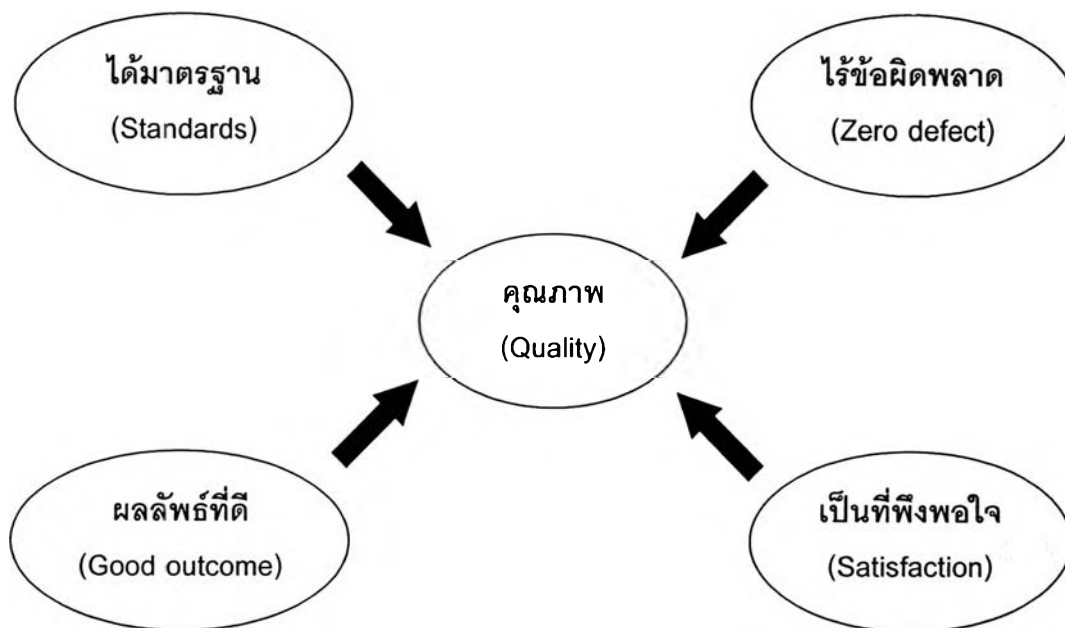 ได้มาตรฐาน
(Standards)
ไร้ข้อผิดพลาด
(Zero defect)
คุณภาพ
(Quality)
ผลลัพธ์ที่ดี
(Good outcome)
เป็นที่พึงพอใจ
(Satisfaction)